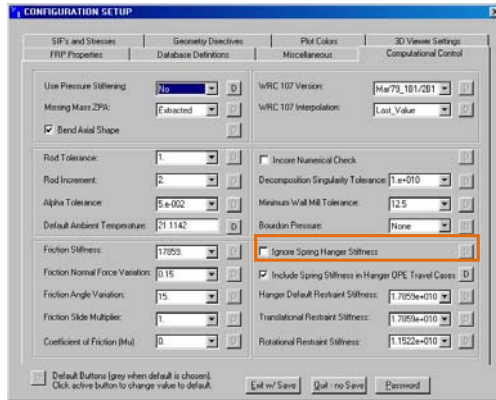 CONFIGURATION SETUP
SIFs and Stresses
Geometry Directives
Plot Colors
3D Viewer Settings
FRP Properties
Database Definitions
Miscellaneous
Computational Control
Use Pressure Stiffening: No D
Missing Mass ZPA: Extracted D
Bend Axial Shape D
Rod Tolerance: 1. D
Rod Increment: 2. D
Alpha Tolerance: 5.e-002 D
Default Ambient Temperature: 21.1142 D
Friction Stiffness: 17859. D
Friction Normal Force Variation: 0.15 D
Friction Angle Variation: 15. D
Friction Slide Multiplier: 1. D
Coefficient of Friction (Mu) 0. D
WRC 107 Version: Mar'79_1B1/2B1 D
WRC 107 Interpolation: Last_Value D
Incore Numerical Check D
Decomposition Singularity Tolerance: 1.e+010 D
Minimum Wall Mill Tolerance: 12.5 D
Bourdon Pressure: None D
Ignore Spring Hanger Stiffness D
Include Spring Stiffness in Hanger OPE Travel Cases D
Hanger Default Restraint Stiffness: 1.7859e+010 D
Translational Restraint Stiffness: 1.7859e+010 D
Rotational Restraint Stiffness: 1.1522e+010 D
D Default Buttons (grey when default is chosen).
Click active button to change value to default.
Exit w/ Save
Quit - no Save
Password